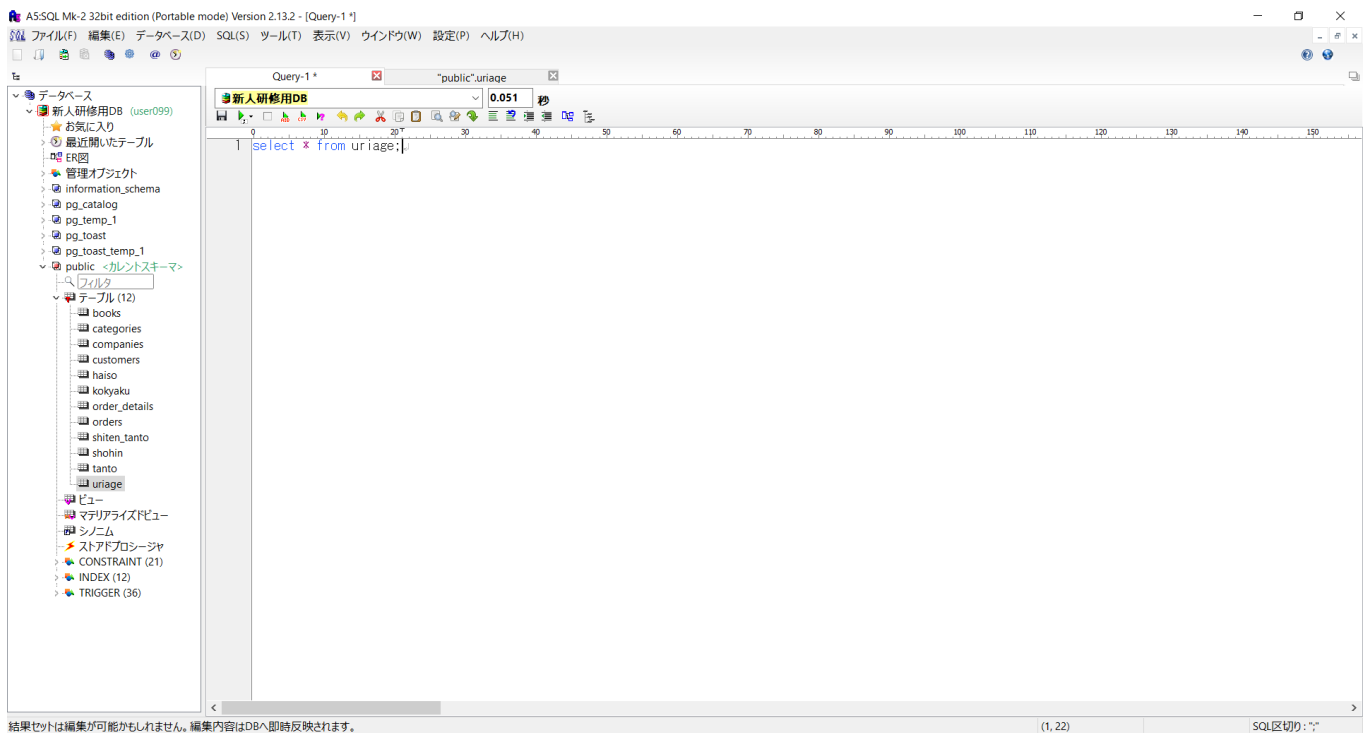 A5:SQL Mk-2 32bit edition (Portable mode) Version 2.13.2 - [Query-1 *]
SQL ファイル(F) 編集(E) データベース(D) SQL(S) ツール(T) 表示(V) ウインドウ(W) 設定(P) ヘルプ(H)
Query-1 * "public".uriage
データベース
新人研修用DB (user099)
お気に入り
最近開いたテーブル
ER図
管理オブジェクト
information_schema
pg_catalog
pg_temp_1
pg_toast
pg_toast_temp_1
public <カレントスキーマ>
フィルタ
テーブル (12)
books
categories
companies
customers
haiso
kokyaku
order_details
orders
shiten_tanto
shohin
tanto
uriage
ビュー
マテリアライズドビュー
シノニム
ストアドプロシージャ
CONSTRAINT (21)
INDEX (12)
TRIGGER (36)
新人研修用DB 0.051 秒
0 10 20 30 40 50 60 70 80 90 100 110 120 130 140 150
1 select * from uriage;
結果セットは編集が可能かもしれません。編集内容はDBへ即時反映されます。 (1, 22) SQL区切り : ";"